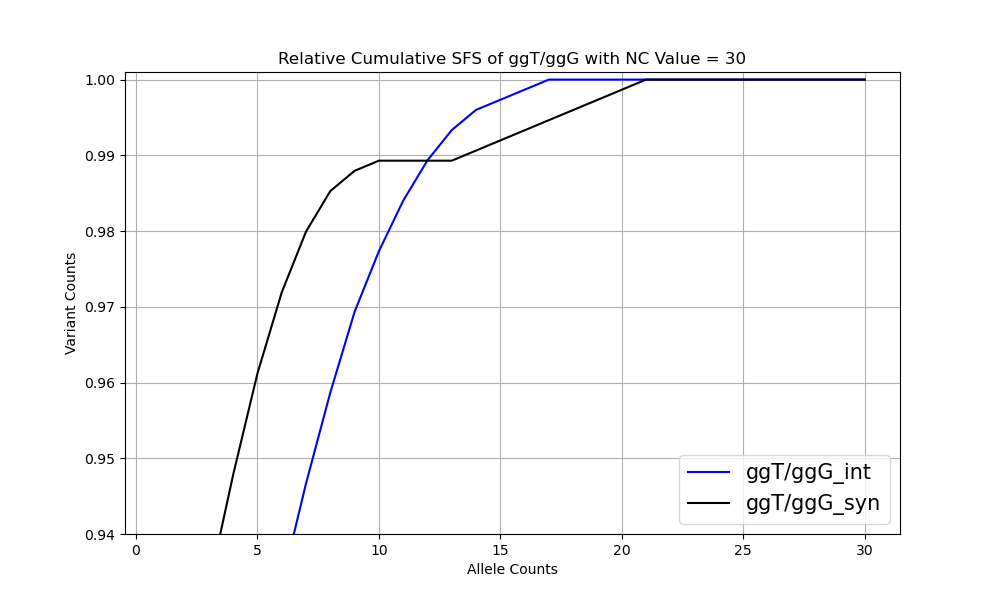 Relative Cumulative SFS of ggT/ggG with NC Value = 30
1.00
0.99
0.98
0.97
0.96
0.95
0.94
Variant Counts
0 5 10 15 20 25 30
Allele Counts
ggT/ggG_int
ggT/ggG_syn